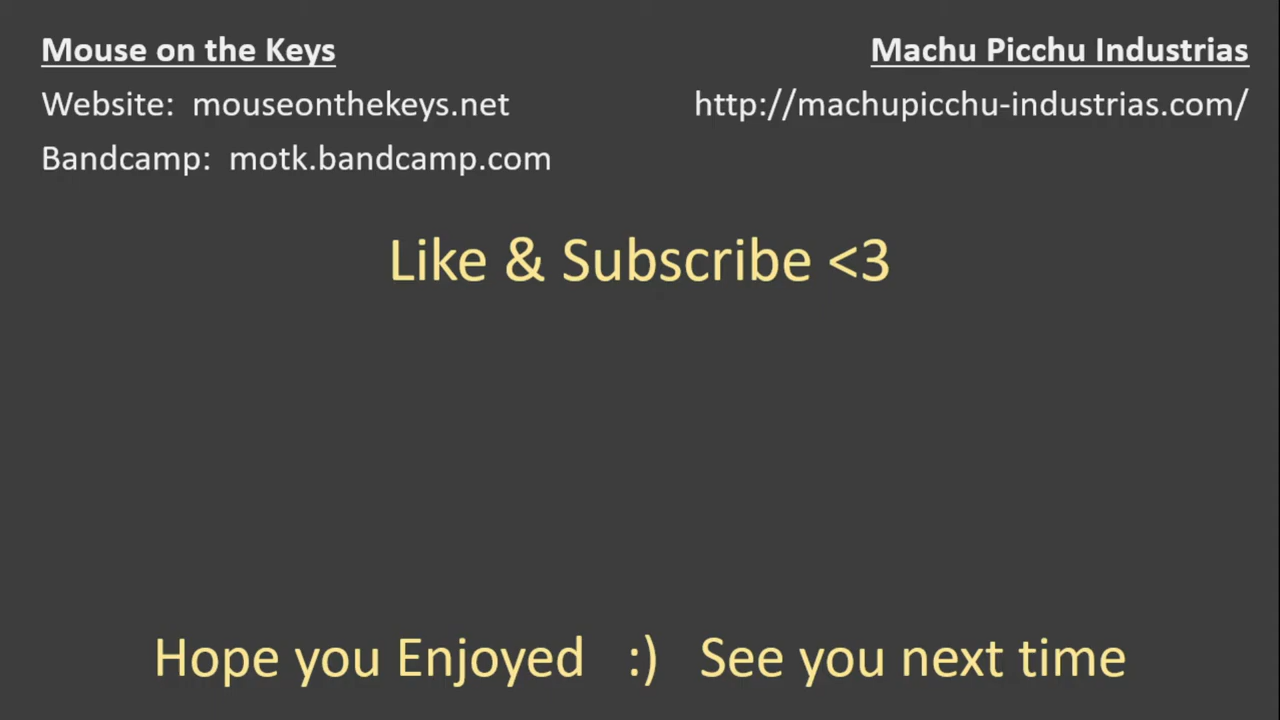 Mouse on the Keys
Website: mouseonthekeys.net
Bandcamp: motk.bandcamp.com
Machu Picchu Industrias
http://machupicchu-industrias.com/
Like & Subscribe <3
Hope you Enjoyed :) See you next time